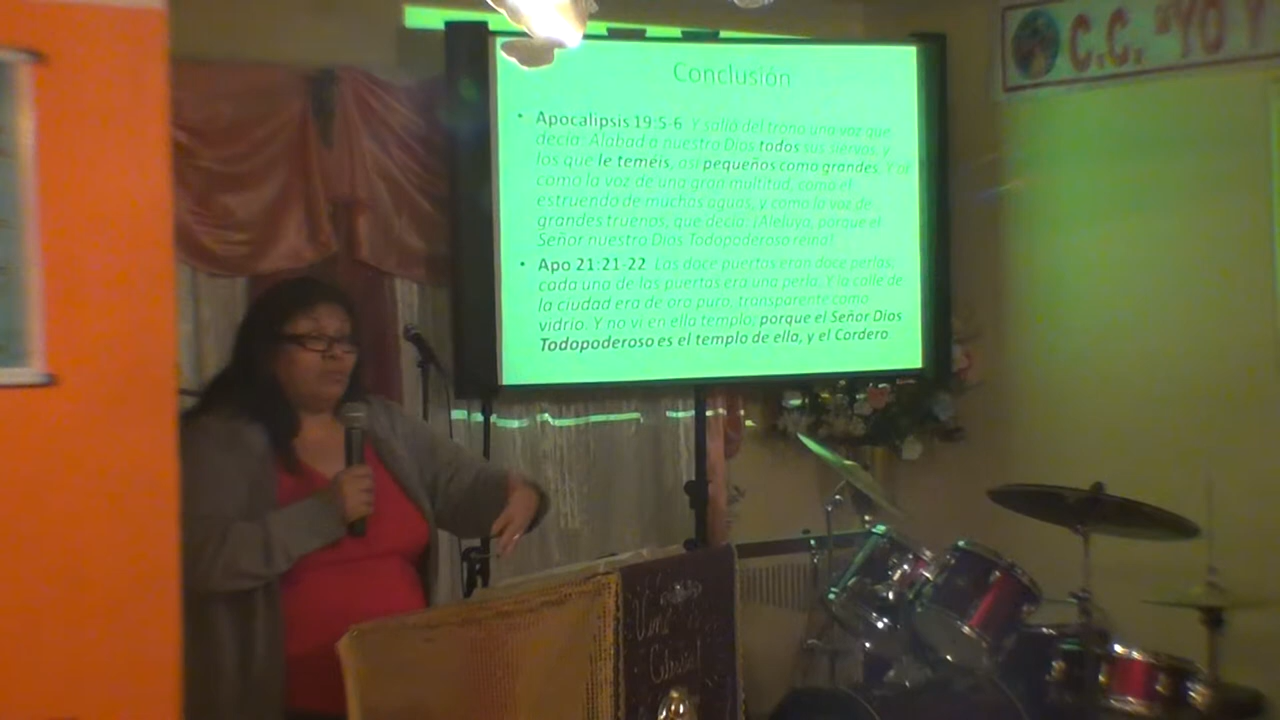 C.C. "YO Y
Conclusión
• Apocalipsis 19:5-6 Y salió del trono una voz que
decía: Alabad a nuestro Dios todos sus siervos, y
los que le teméis, así pequeños como grandes. Y oí
como la voz de una gran multitud, como el
estruendo de muchas aguas, y como la voz de
grandes truenos, que decía: ¡Aleluya, porque el
Señor nuestro Dios Todopoderoso reina!
• Apo 21:21-22 Las doce puertas eran doce perlas;
cada una de las puertas era una perla. Y la calle de
la ciudad era de oro puro, transparente como
vidrio. Y no vi en ella templo; porque el Señor Dios
Todopoderoso es el templo de ella, y el Cordero
Celestial